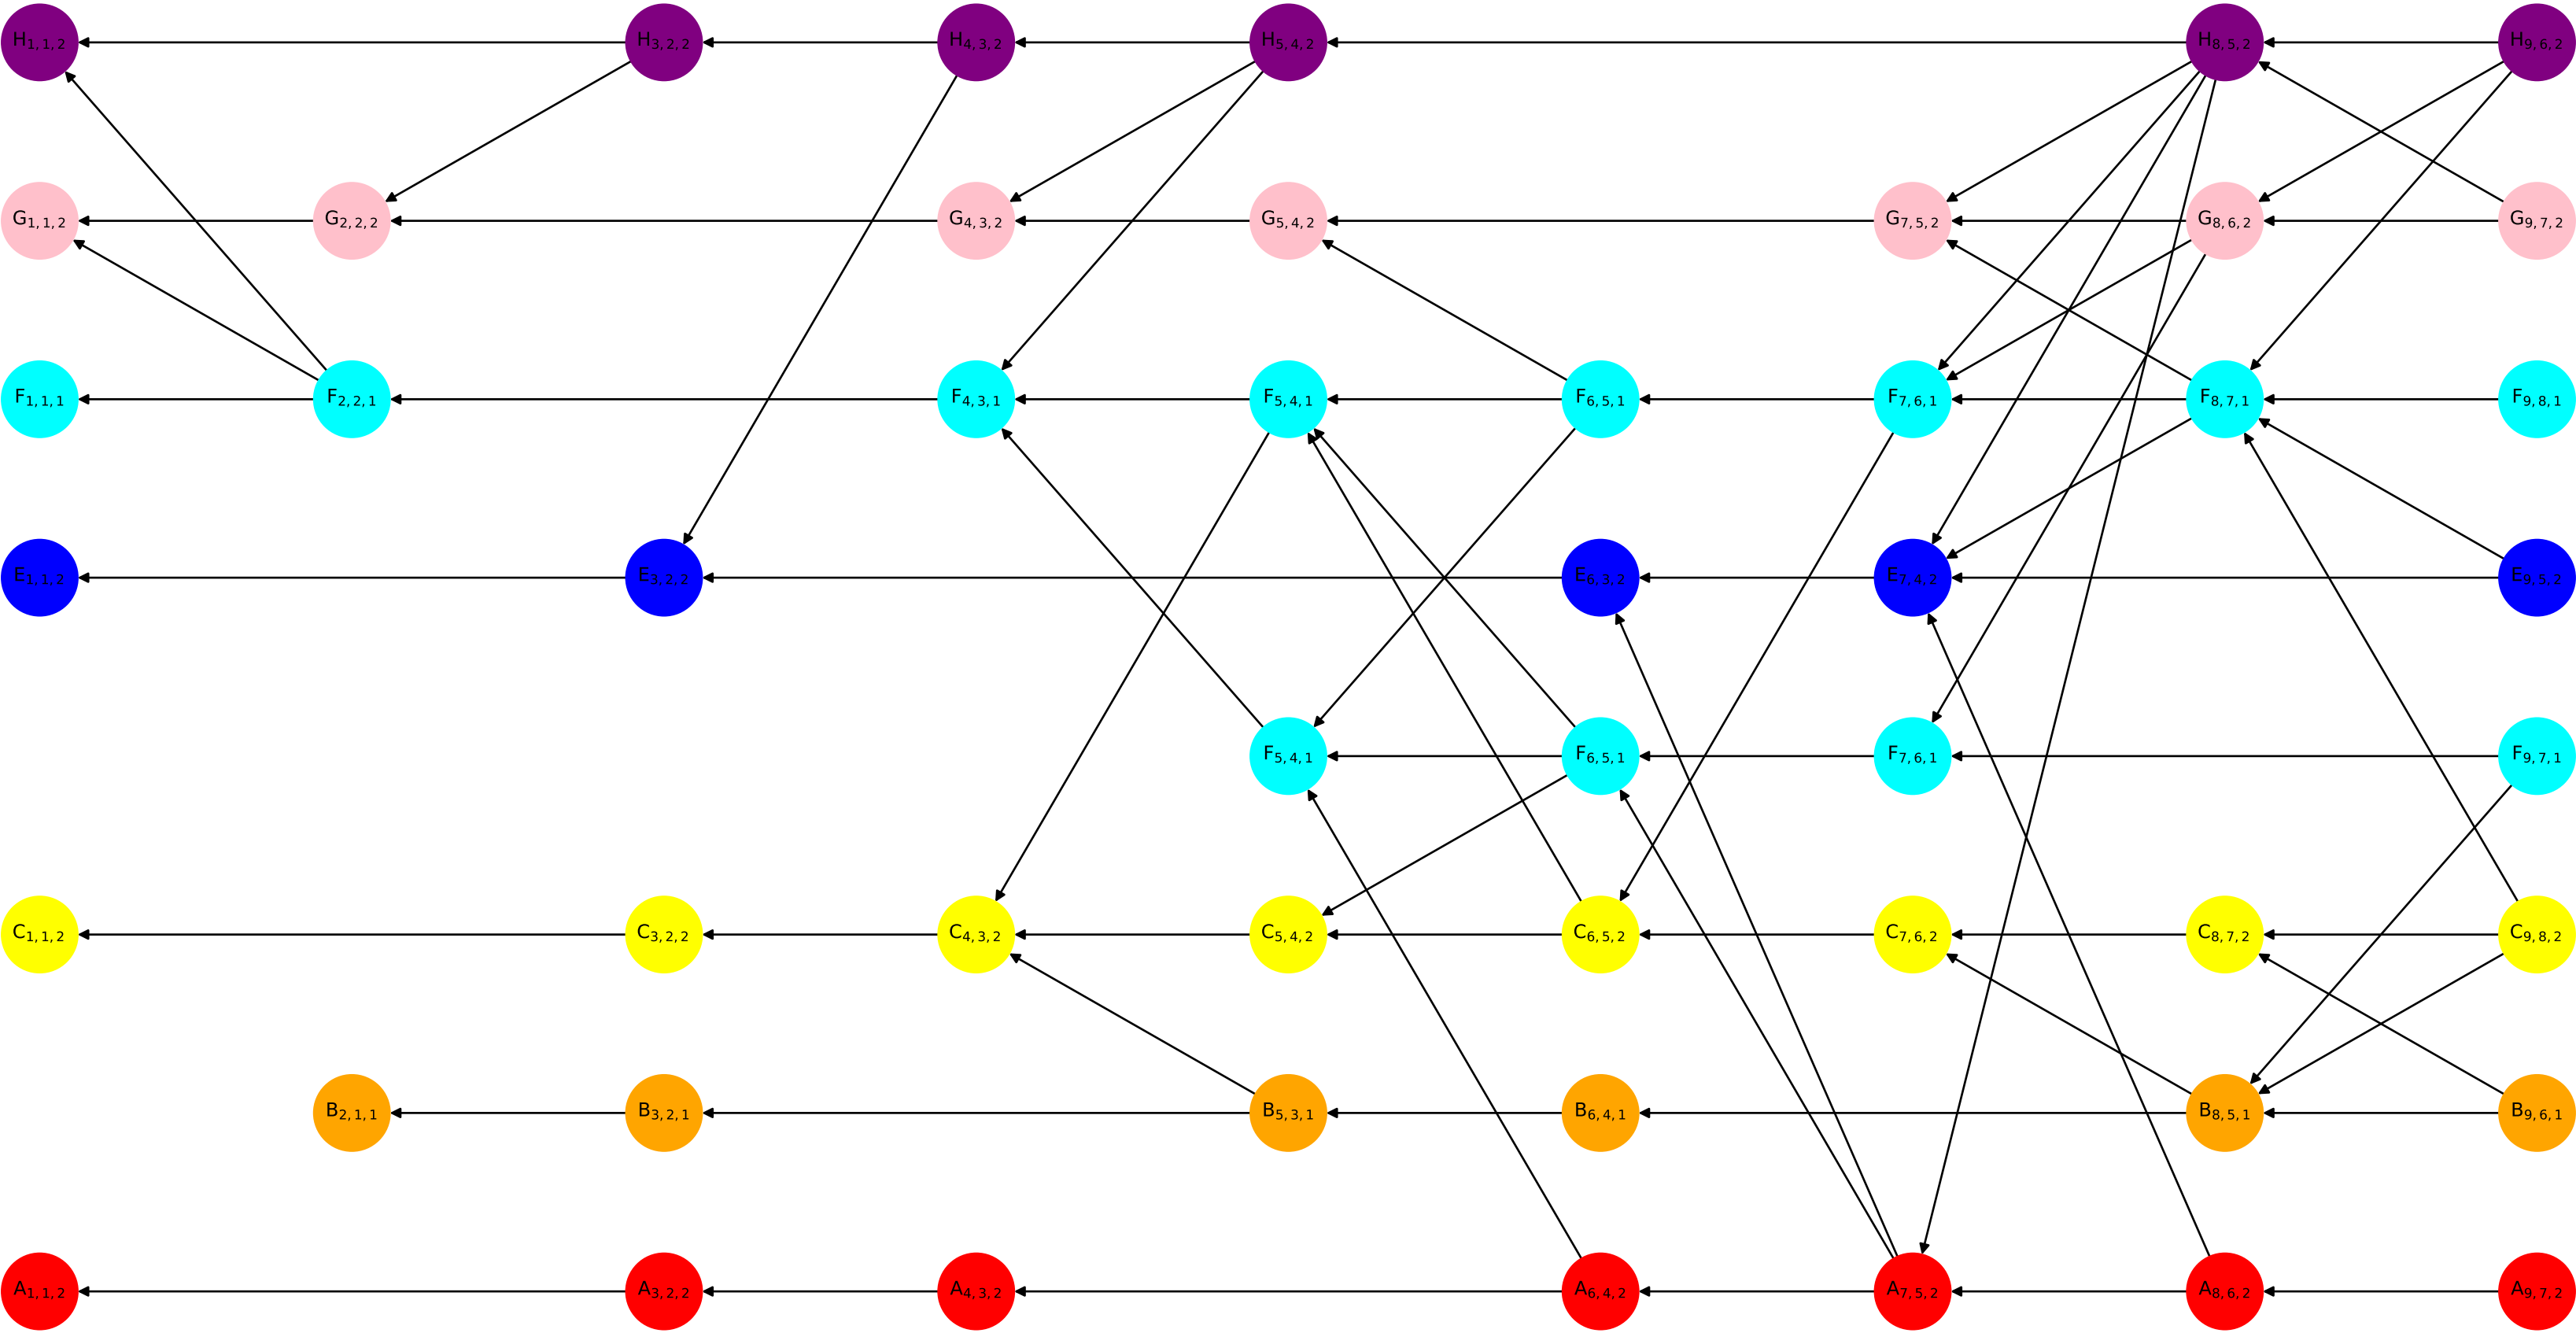 H1,1,2 H3,2,2 H4,3,2 H5,4,2 H8,5,2 H9,6,2
G1,1,2 G2,2,2 G4,3,2 G5,4,2 G7,5,2 G8,6,2 G9,7,2
F1,1,1 F2,2,1 F4,3,1 F5,4,1 F6,5,1 F7,6,1 F8,7,1 F9,8,1
E1,1,2 E3,2,2 E6,3,2 E7,4,2 E9,5,2
F5,4,1 F6,5,1 F7,6,1 F9,7,1
C1,1,2 C3,2,2 C4,3,2 C5,4,2 C6,5,2 C7,6,2 C8,7,2 C9,8,2
B2,1,1 B3,2,1 B5,3,1 B6,4,1 B8,5,1 B9,6,1
A1,1,2 A3,2,2 A4,3,2 A6,4,2 A7,5,2 A8,6,2 A9,7,2